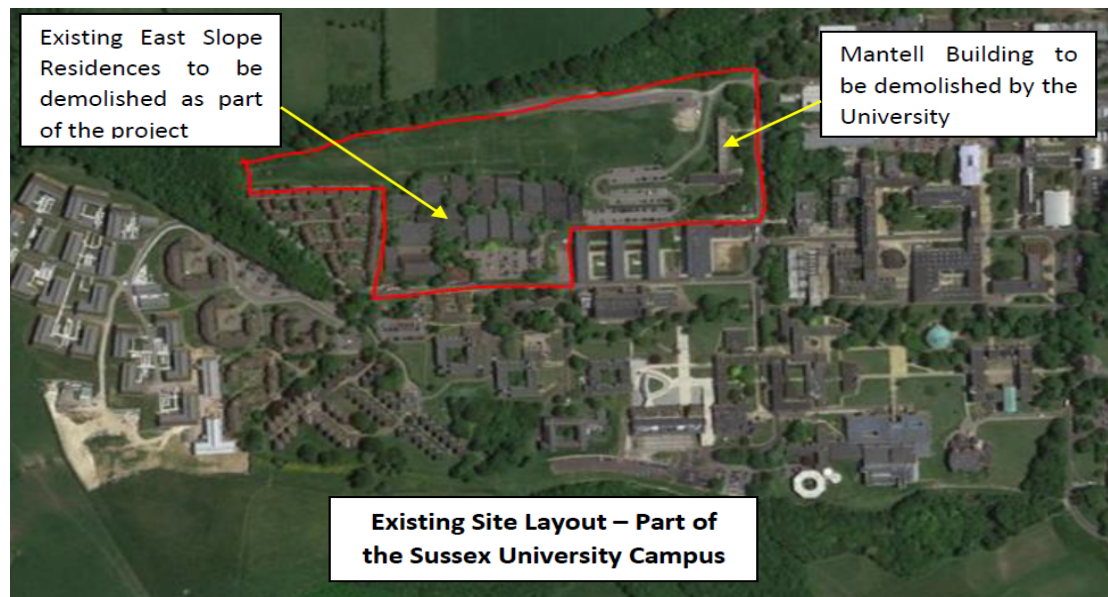 Existing East Slope
Residences to be
demolished as part
of the project
Mantell Building to
be demolished by the
University
Existing Site Layout – Part of
the Sussex University Campus